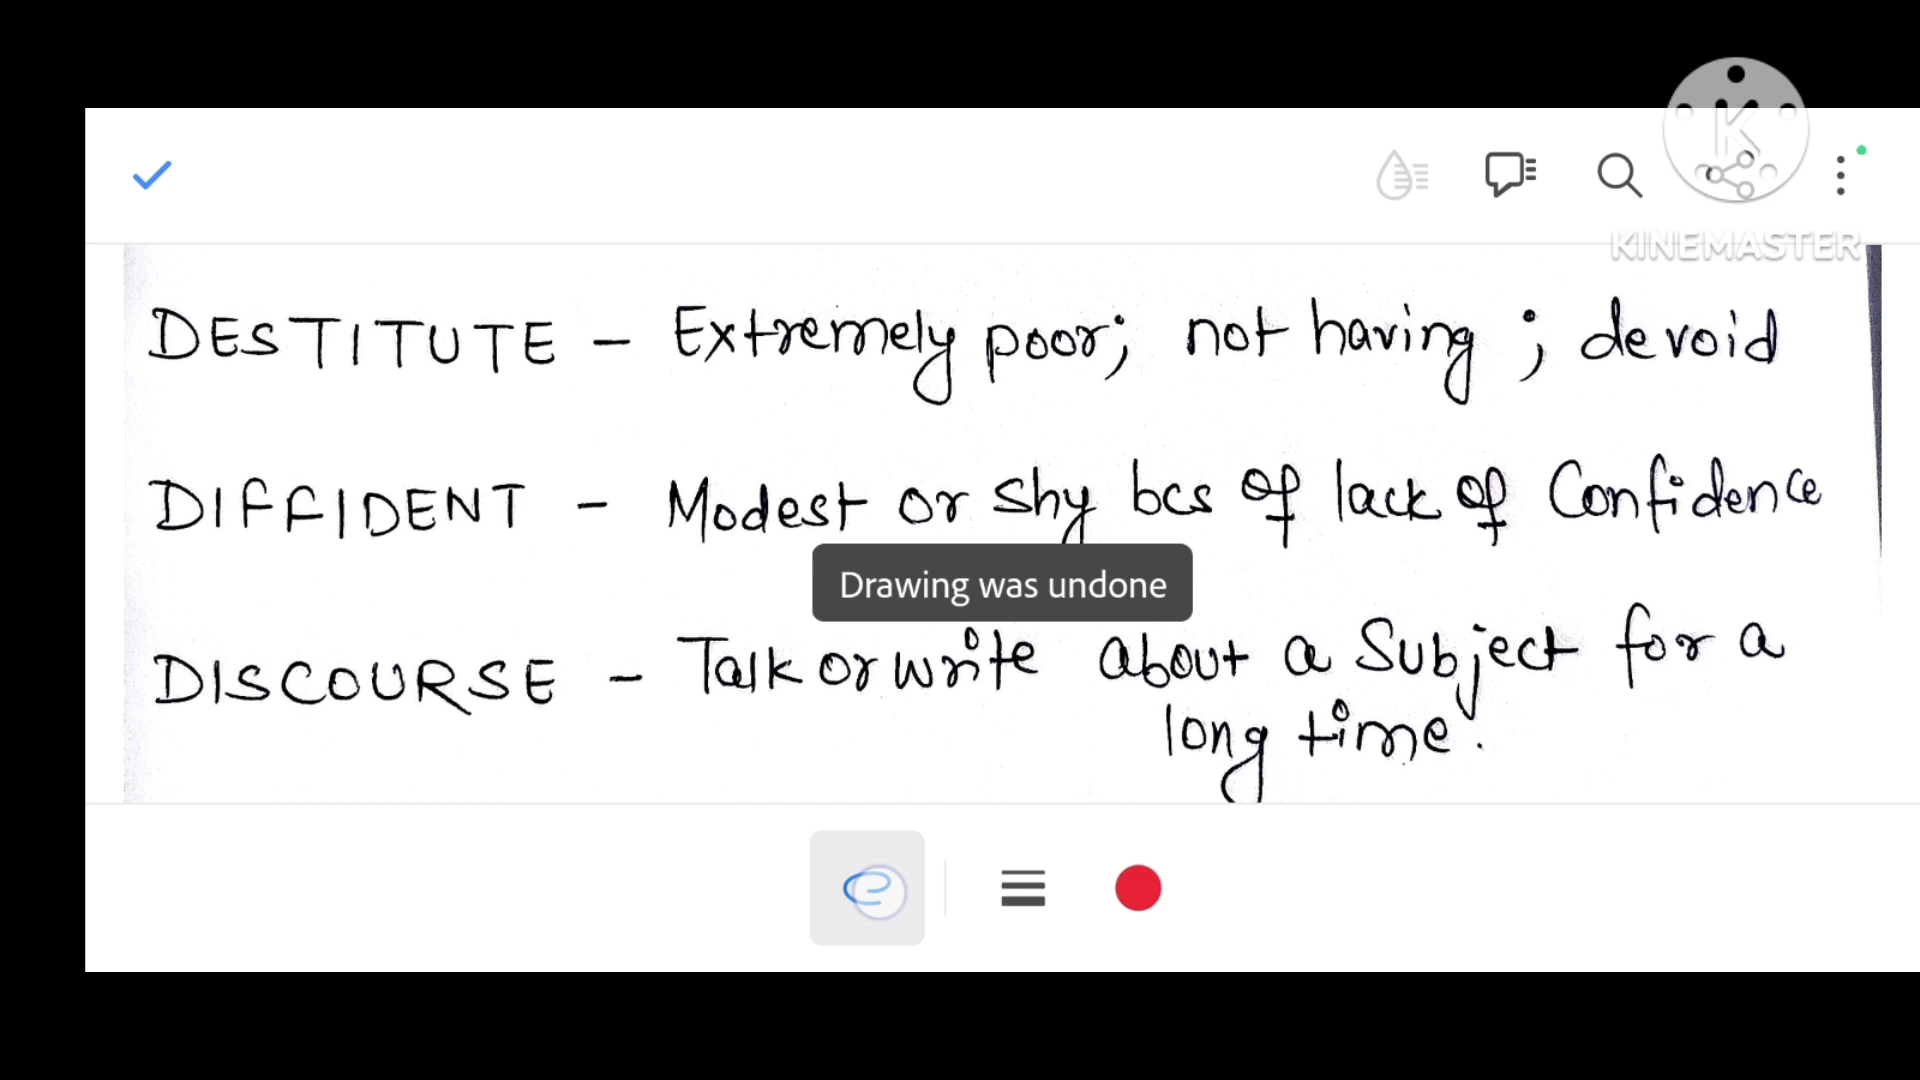 KINEMASTER
DESTITUTE - Extremely poor; not having ; devoid
DIFFIDENT - Modest or shy bcs of lack of Confidence
Drawing was undone
DISCOURSE - Talk or write about a Subject for a
long time.